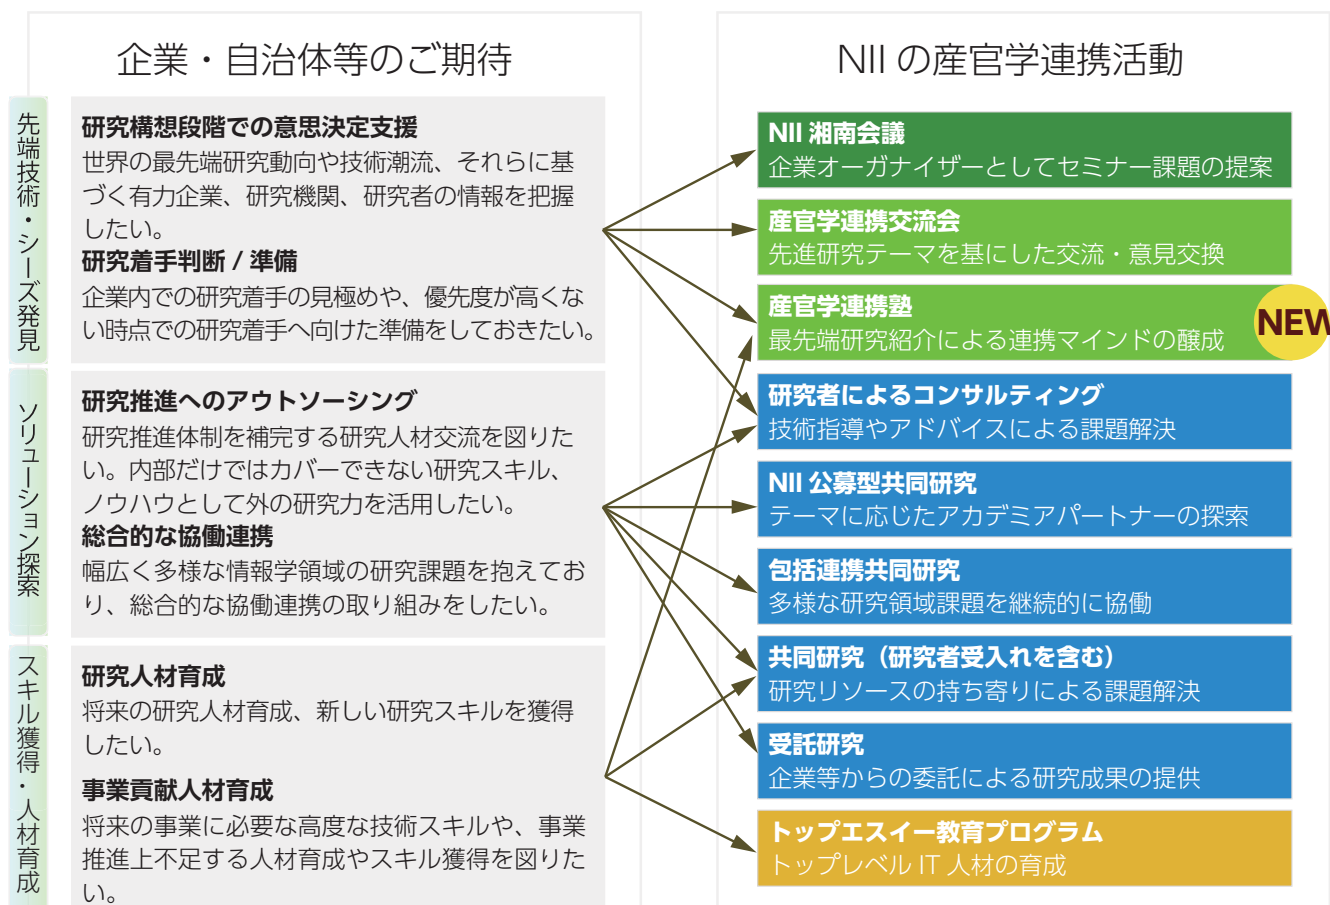 企業・自治体等のご期待
先端技術・シーズ発見
研究構想段階での意思決定支援
世界の最先端研究動向や技術潮流、それらに基
づく有力企業、研究機関、研究者の情報を把握
したい。
研究着手判断 / 準備
企業内での研究着手の見極めや、優先度が高くな
い時点での研究着手へ向けた準備をしておきたい。
ソリューション探索
研究推進へのアウトソーシング
研究推進体制を補完する研究人材交流を図りた
い。内部だけではカバーできない研究スキル、
ノウハウとして外の研究力を活用したい。
総合的な協働連携
幅広く多様な情報学領域の研究課題を抱えてお
り、総合的な協働連携の取り組みをしたい。
スキル獲得・人材育成
研究人材育成
将来の研究人材育成、新しい研究スキルを獲得
したい。
事業貢献人材育成
将来の事業に必要な高度な技術スキルや、事業
推進上不足する人材育成やスキル獲得を図りた
い。
NII の産官学連携活動
NII 湘南会議
企業オーガナイザーとしてセミナー課題の提案
産官学連携交流会
先進研究テーマを基にした交流・意見交換
産官学連携塾
最先端研究紹介による連携マインドの醸成
NEW
研究者によるコンサルティング
技術指導やアドバイスによる課題解決
NII 公募型共同研究
テーマに応じたアカデミアパートナーの探索
包括連携共同研究
多様な研究領域課題を継続的に協働
共同研究（研究者受入れを含む）
研究リソースの持ち寄りによる課題解決
受託研究
企業等からの委託による研究成果の提供
トップエスイー教育プログラム
トップレベル IT 人材の育成